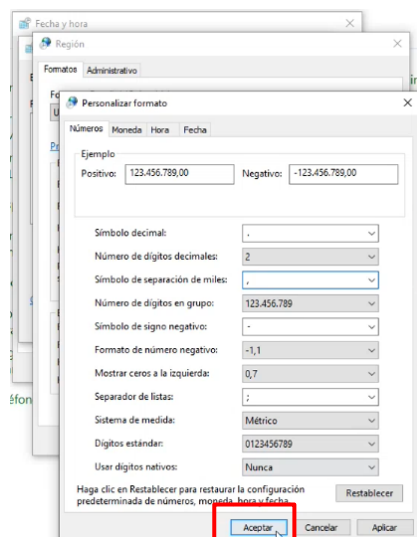 Fecha y hora
Región
Formatos Administrativo
Personalizar formato
Números Moneda Hora Fecha
Ejemplo
Positivo: 123.456.789,00 Negativo: -123.456.789,00
Símbolo decimal: .
Número de dígitos decimales: 2
Símbolo de separación de miles: ,
Número de dígitos en grupo: 123.456.789
Símbolo de signo negativo: -
Formato de número negativo: -1,1
Mostrar ceros a la izquierda: 0,7
Separador de listas: ;
Sistema de medida: Métrico
Dígitos estándar: 0123456789
Usar dígitos nativos: Nunca
Haga clic en Restablecer para restaurar la configuración
predeterminada de números, moneda, hora y fecha.
Restablecer
Aceptar Cancelar Aplicar